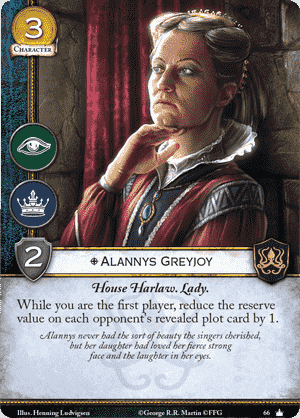 3
Character
2
Alannys Greyjoy
House Harlaw. Lady.
While you are the first player, reduce the reserve
value on each opponent's revealed plot card by 1.
Alannys never had the sort of beauty the singers cherished,
but her daughter had loved her fierce strong
face and the laughter in her eyes.
Illus. Henning Ludvigsen ©George R.R. Martin ©FFG 66